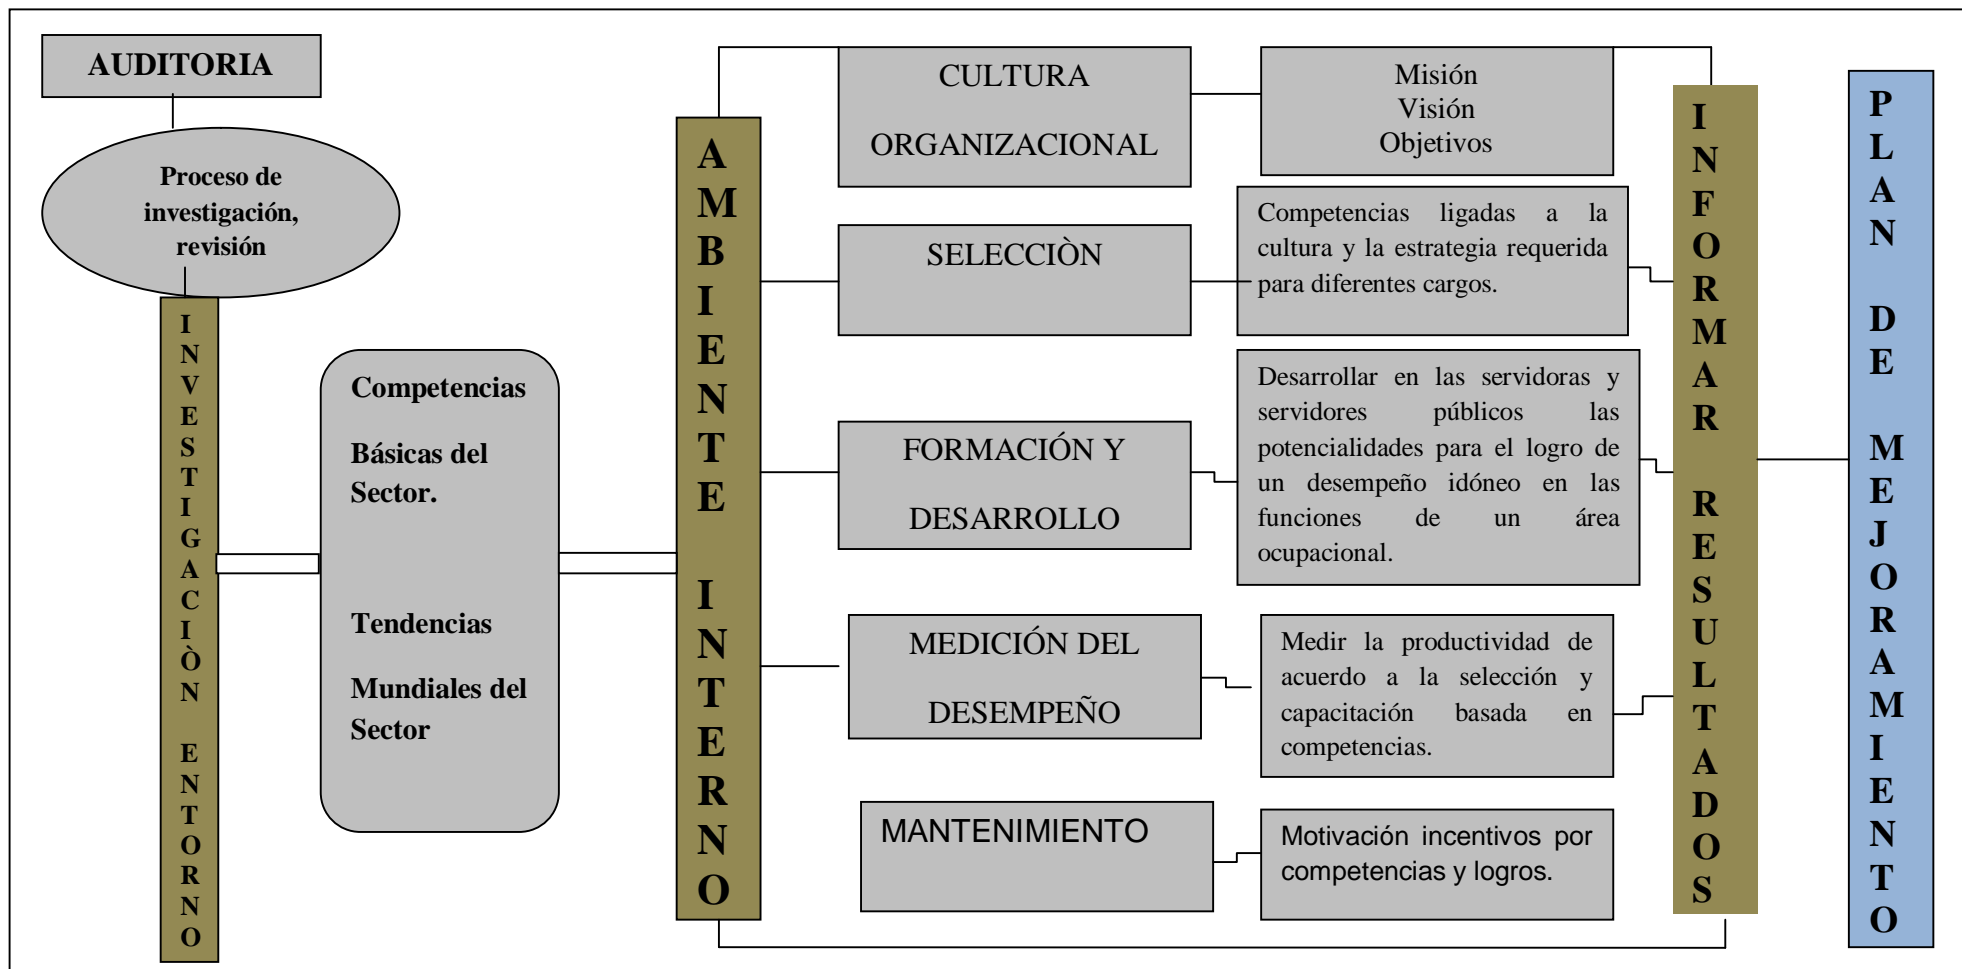 AUDITORIA
Proceso de
investigación,
revisión
INVESTIGACIÒN ENTORNO
Competencias
Básicas del
Sector.
Tendencias
Mundiales del
Sector
AMBIENTE INTERNO
CULTURA
ORGANIZACIONAL
Misión
Visión
Objetivos
SELECCIÒN
Competencias ligadas a la
cultura y la estrategia requerida
para diferentes cargos.
FORMACIÓN Y
DESARROLLO
Desarrollar en las servidoras y
servidores públicos las
potencialidades para el logro de
un desempeño idóneo en las
funciones de un área
ocupacional.
MEDICIÓN DEL
DESEMPEÑO
Medir la productividad de
acuerdo a la selección y
capacitación basada en
competencias.
MANTENIMIENTO
Motivación incentivos por
competencias y logros.
INFORMAR RESULTADOS
PLAN DE MEJORAMIENTO